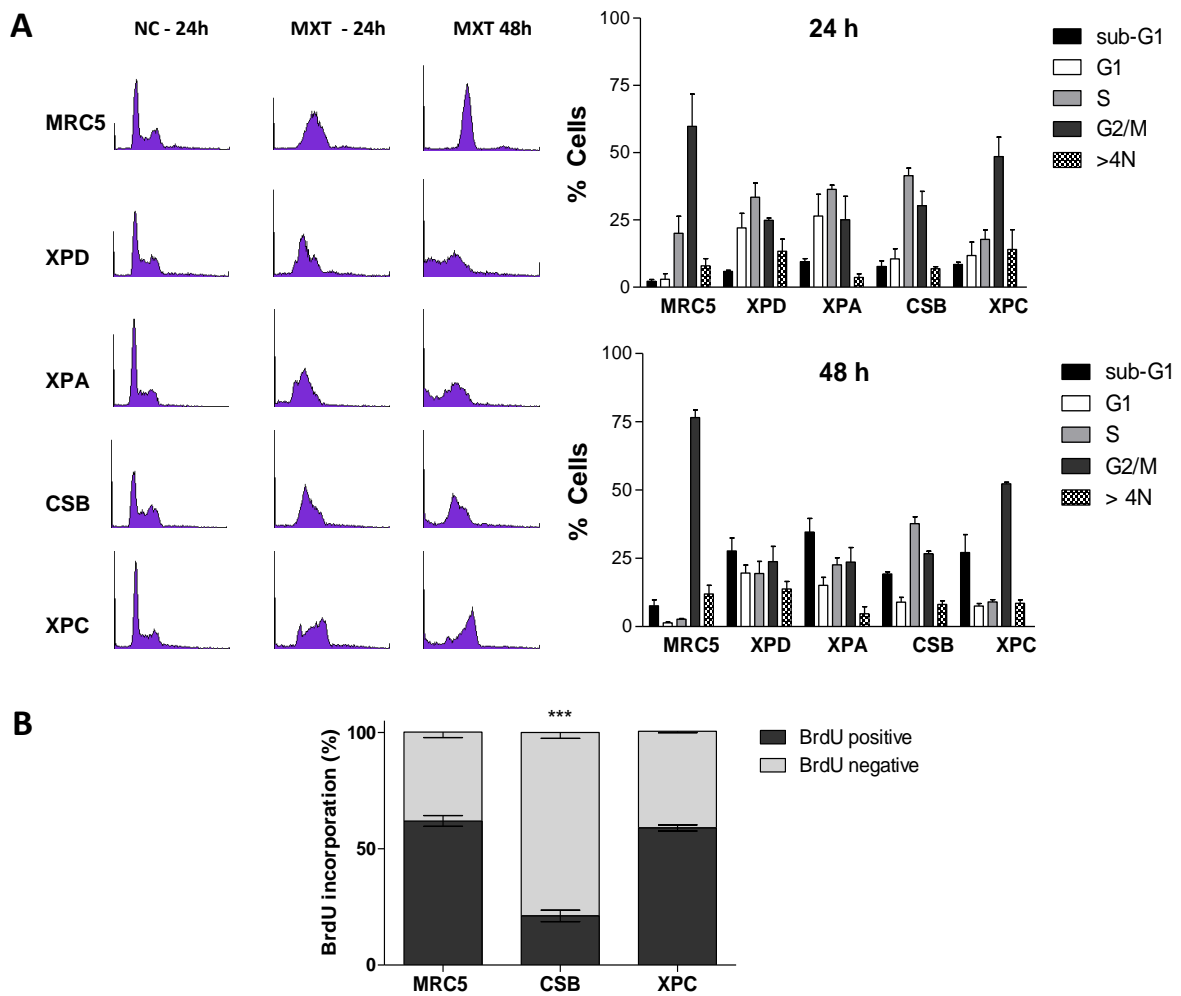 A
NC - 24h
MXT - 24h
MXT 48h
MRC5
XPD
XPA
CSB
XPC
24 h
100
75
50
25
0
% Cells
MRC5 XPD XPA CSB XPC
sub-G1
G1
S
G2/M
>4N
48 h
100
75
50
25
0
% Cells
MRC5 XPD XPA CSB XPC
sub-G1
G1
S
G2/M
> 4N
B
***
100
50
0
BrdU incorporation (%)
MRC5 CSB XPC
BrdU positive
BrdU negative